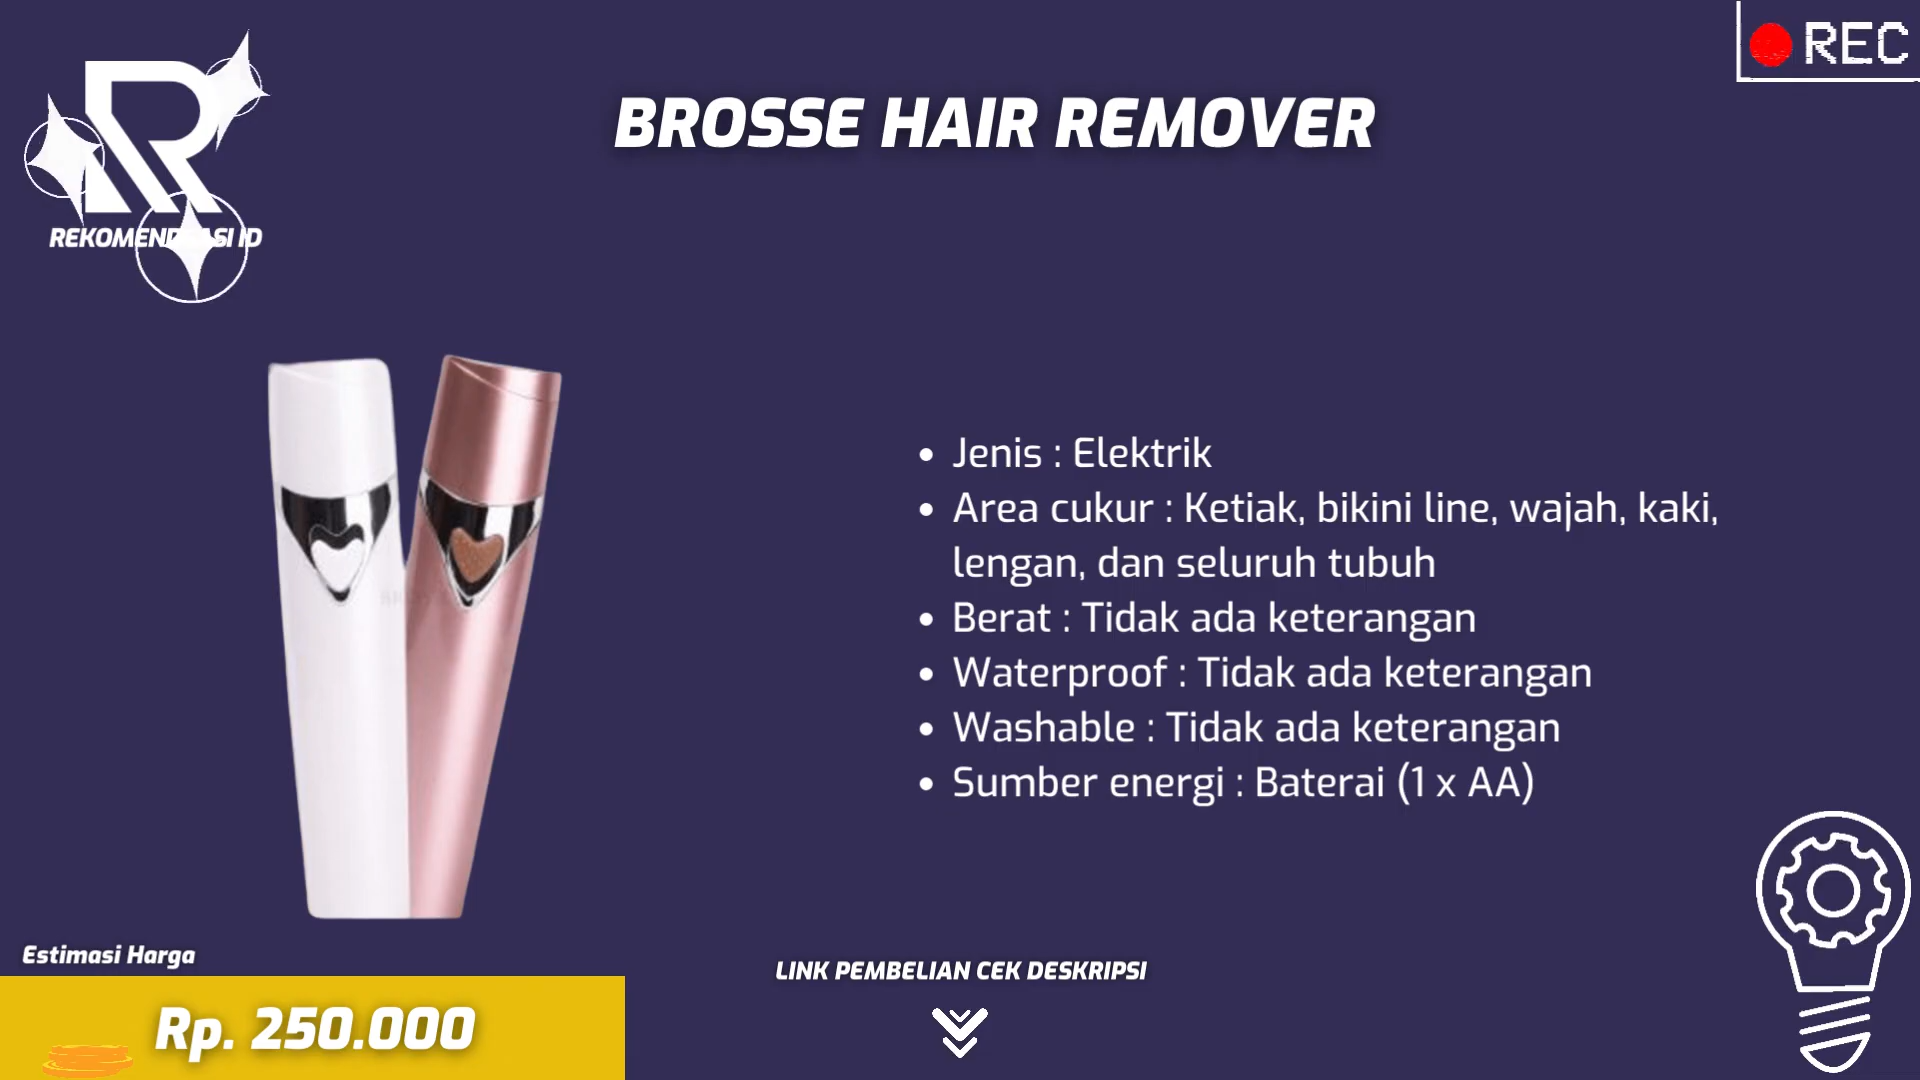 REC
BROSSE HAIR REMOVER
REKOMENDASI ID
• Jenis : Elektrik
• Area cukur : Ketiak, bikini line, wajah, kaki,
lengan, dan seluruh tubuh
• Berat : Tidak ada keterangan
• Waterproof : Tidak ada keterangan
• Washable : Tidak ada keterangan
• Sumber energi : Baterai (1 x AA)
Estimasi Harga
Rp. 250.000
LINK PEMBELIAN CEK DESKRIPSI